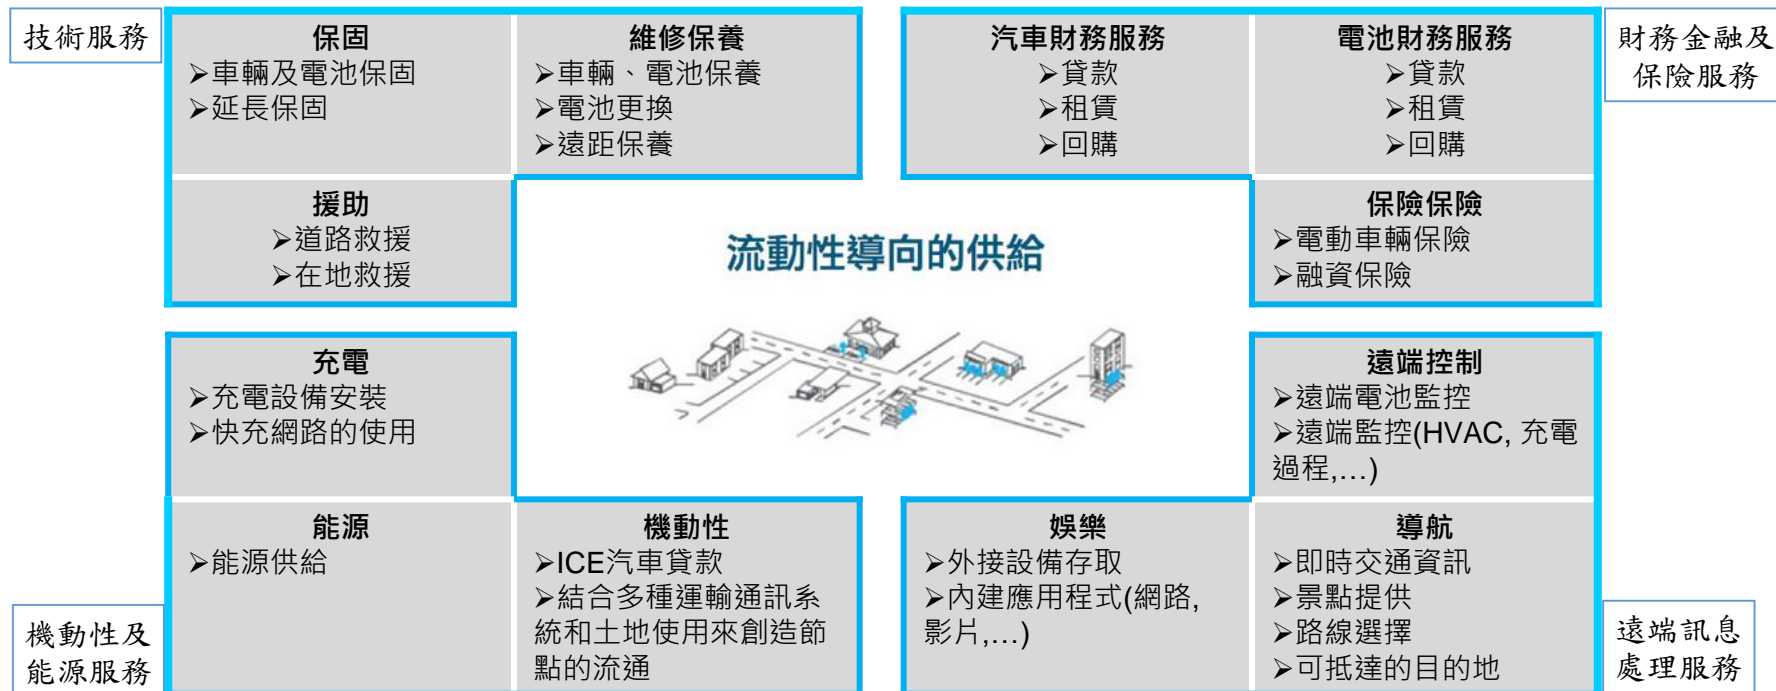 技術服務
保固
➢車輛及電池保固
➢延長保固
維修保養
➢車輛、電池保養
➢電池更換
➢遠距保養
援助
➢道路救援
➢在地救援
汽車財務服務
➢貸款
➢租賃
➢回購
電池財務服務
➢貸款
➢租賃
➢回購
財務金融及
保險服務
保險保險
➢電動車輛保險
➢融資保險
流動性導向的供給
充電
➢充電設備安裝
➢快充網路的使用
能源
➢能源供給
機動性
➢ICE汽車貸款
➢結合多種運輸通訊系
統和土地使用來創造節
點的流通
機動性及
能源服務
遠端控制
➢遠端電池監控
➢遠端監控(HVAC, 充電
過程,…)
娛樂
➢外接設備存取
➢內建應用程式(網路,
影片,…)
導航
➢即時交通資訊
➢景點提供
➢路線選擇
➢可抵達的目的地
遠端訊息
處理服務